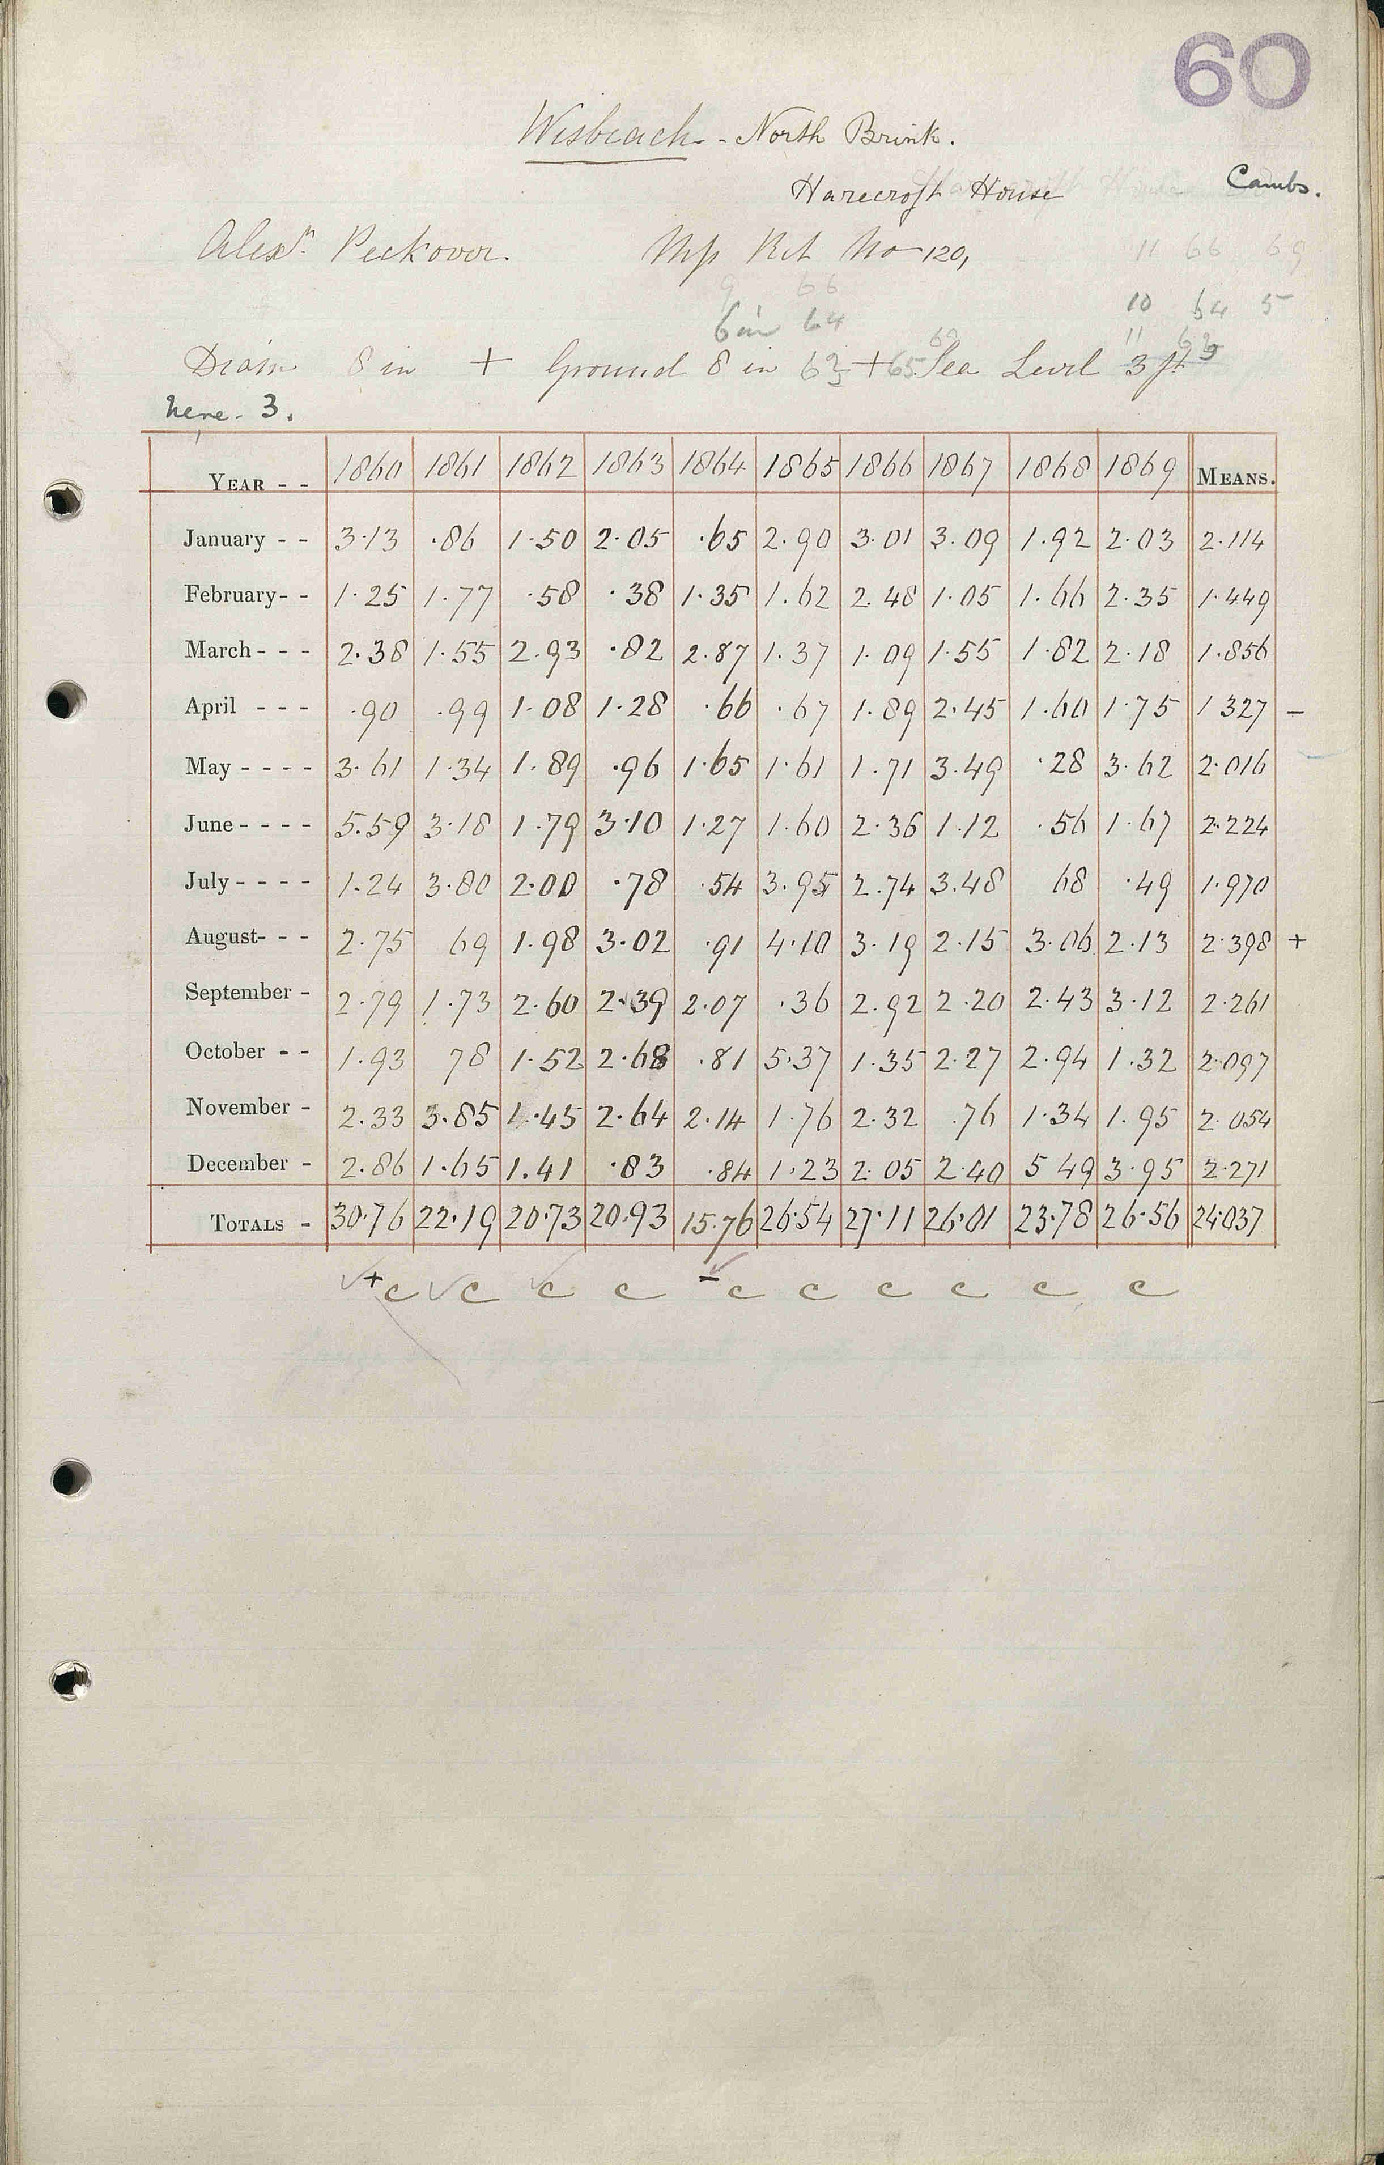 60
Wisbeach - North Brink.
Harecroft House Cambs.
Alexr. Peckover. Mp Ret No 120,
11 66 69
9 66
10 64 5
6 in 64
Diam 8 in + Ground 8 in 63 + 65 Sea Level 3 ft
Nene. 3.
YEAR - - 1860 1861 1862 1863 1864 1865 1866 1867 1868 1869 MEANS.
January - - 3.13 .86 1.50 2.05 .65 2.90 3.01 3.09 1.92 2.03 2.114
February - - 1.25 1.77 .58 .38 1.35 1.62 2.48 1.05 1.66 2.35 1.449
March - - - 2.38 1.55 2.93 .82 2.87 1.37 1.09 1.55 1.82 2.18 1.856
April - - - .90 .99 1.08 1.28 .66 .67 1.89 2.45 1.60 1.75 1 327 -
May - - - - 3.61 1.34 1.89 .96 1.65 1.61 1.71 3.49 .28 3.62 2.016
June - - - - 5.59 3.18 1.79 3.10 1.27 1.60 2.36 1.12 .56 1.67 2.224
July - - - - 1.24 3.80 2.00 .78 .54 3.95 2.74 3.48 68 .49 1.970
August - - - 2.75 69 1.98 3.02 .91 4.10 3.19 2.15 3.06 2.13 2.398 +
September - 2.79 1.73 2.60 2.39 2.07 .36 2.92 2.20 2.43 3.12 2.261
October - - 1.93 78 1.52 2.68 .81 5.37 1.35 2.27 2.94 1.32 2.097
November - 2.33 3.85 1.45 2.64 2.14 1.76 2.32 .76 1.34 1.95 2.054
December - 2.86 1.65 1.41 .83 .84 1.23 2.05 2.40 5 49 3.95 2.271
TOTALS - 30.76 22.19 20.73 20.93 15.76 26.54 27.11 26.01 23.78 26.56 24.037
+ c c c c - c c c c c c